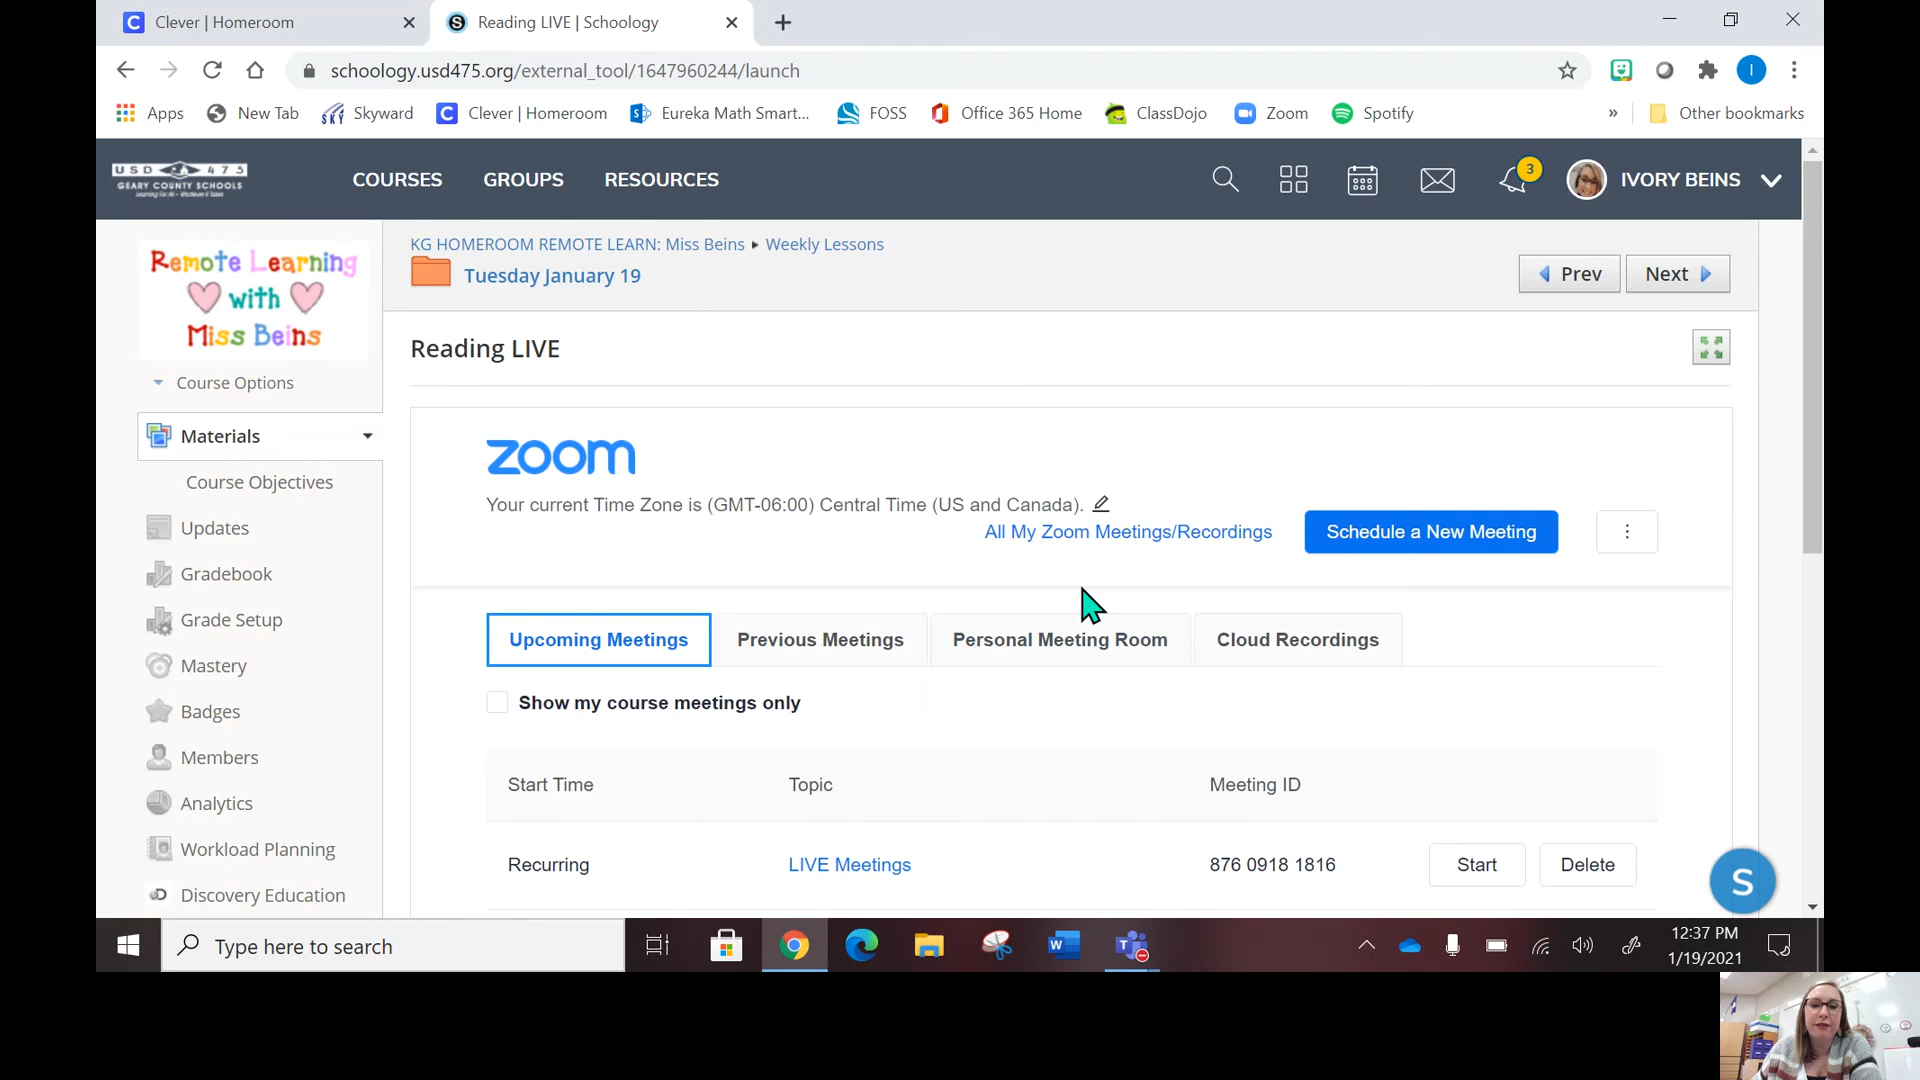 Clever | Homeroom
Reading LIVE | Schoology
schoology.usd475.org/external_tool/1647960244/launch
Apps New Tab Skyward Clever | Homeroom Eureka Math Smart... FOSS Office 365 Home ClassDojo Zoom Spotify » Other bookmarks
USD 475
GEARY COUNTY SCHOOLS
COURSES GROUPS RESOURCES 3 IVORY BEINS
Remote Learning
with
Miss Beins
Course Options
Materials
Course Objectives
Updates
Gradebook
Grade Setup
Mastery
Badges
Members
Analytics
Workload Planning
Discovery Education
KG HOMEROOM REMOTE LEARN: Miss Beins ▸ Weekly Lessons
Tuesday January 19
Prev Next
Reading LIVE
zoom
Your current Time Zone is (GMT-06:00) Central Time (US and Canada).
All My Zoom Meetings/Recordings Schedule a New Meeting
Upcoming Meetings Previous Meetings Personal Meeting Room Cloud Recordings
Show my course meetings only
Start Time Topic Meeting ID
Recurring LIVE Meetings 876 0918 1816 Start Delete
S
Type here to search
12:37 PM
1/19/2021